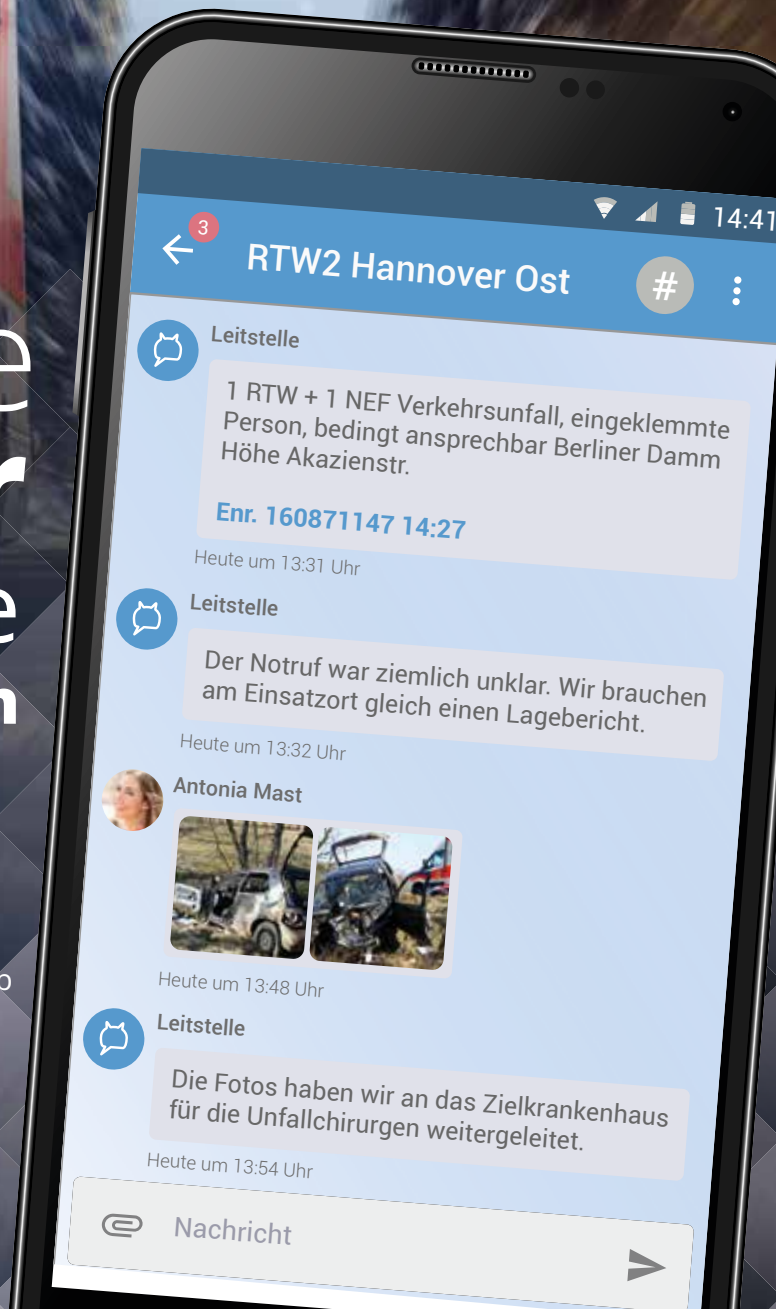 14:41
3
RTW2 Hannover Ost
#
Leitstelle
1 RTW + 1 NEF Verkehrsunfall, eingeklemmte
Person, bedingt ansprechbar Berliner Damm
Höhe Akazienstr.
Enr. 160871147 14:27
Heute um 13:31 Uhr
Leitstelle
Der Notruf war ziemlich unklar. Wir brauchen
am Einsatzort gleich einen Lagebericht.
Heute um 13:32 Uhr
Antonia Mast
Heute um 13:48 Uhr
Leitstelle
Die Fotos haben wir an das Zielkrankenhaus
für die Unfallchirurgen weitergeleitet.
Heute um 13:54 Uhr
Nachricht